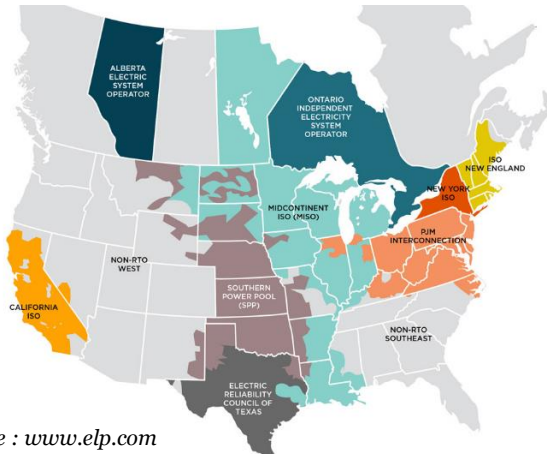 ALBERTA
ELECTRIC
SYSTEM
OPERATOR
ONTARIO
INDEPENDENT
ELECTRICITY
SYSTEM
OPERATOR
ISO
NEW ENGLAND
NEW YORK
ISO
MIDCONTINENT
ISO (MISO)
PJM
INTERCONNECTION
NON-RTO
WEST
CALIFORNIA
ISO
SOUTHERN
POWER POOL
(SPP)
NON-RTO
SOUTHEAST
ELECTRIC
RELIABILITY
COUNCIL OF
TEXAS
e : www.elp.com